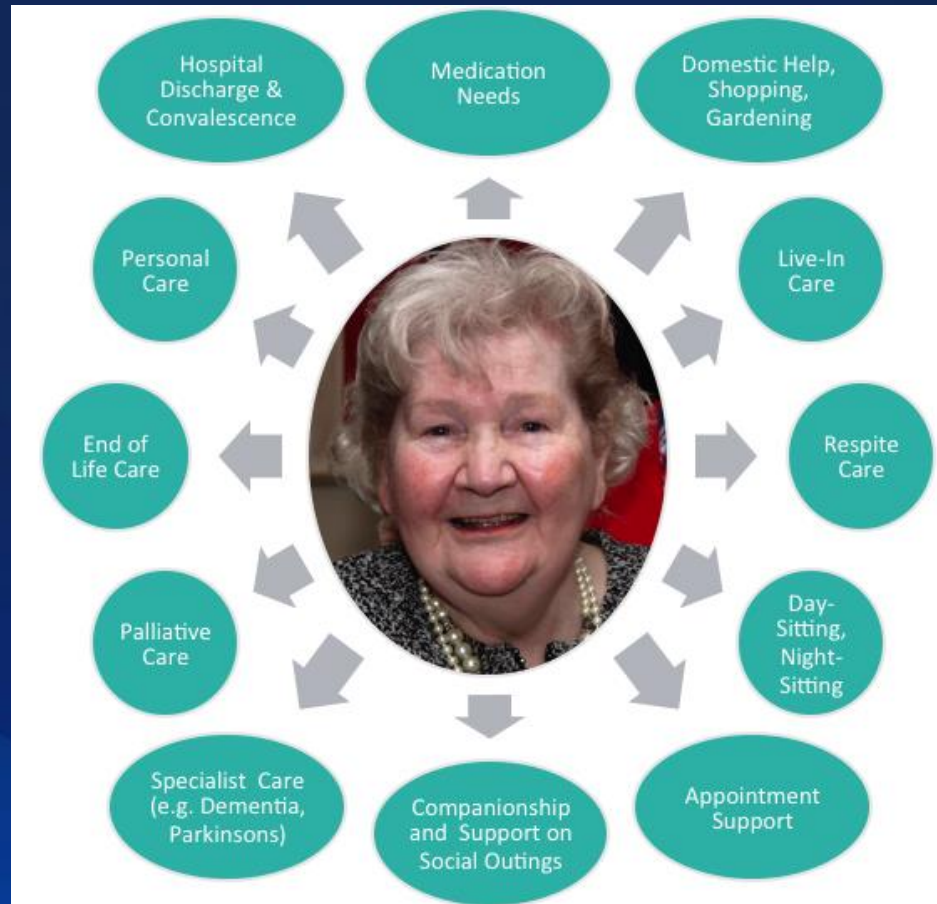 Hospital
Discharge &
Convalescence
Medication
Needs
Domestic Help,
Shopping,
Gardening
Personal
Care
Live-In
Care
End of
Life Care
Respite
Care
Palliative
Care
Day-
Sitting,
Night-
Sitting
Specialist Care
(e.g. Dementia,
Parkinsons)
Companionship
and Support on
Social Outings
Appointment
Support